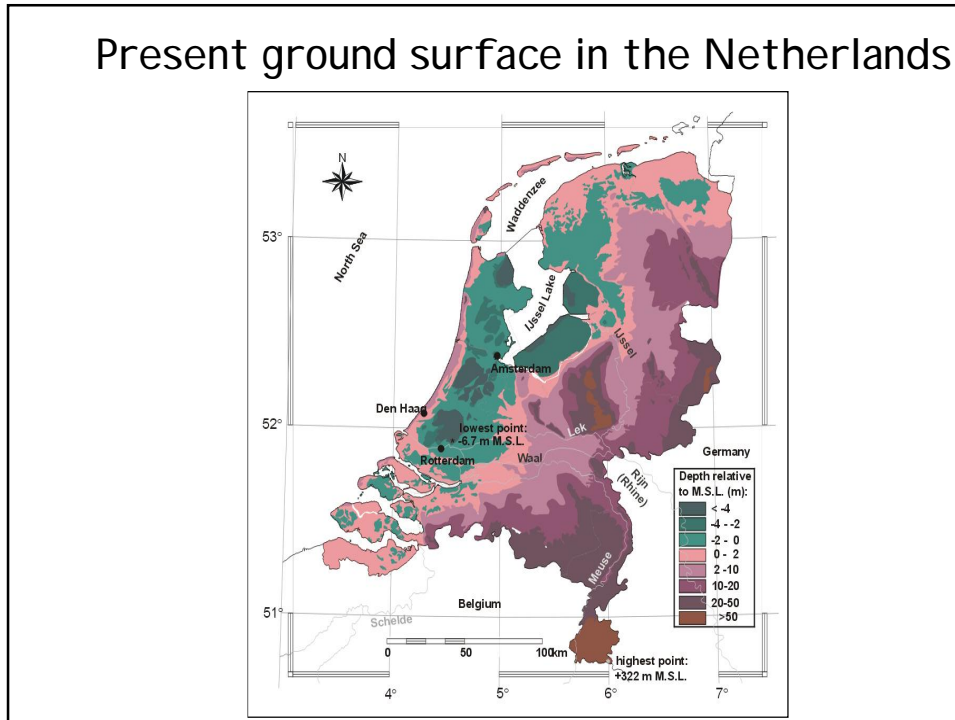 Present ground surface in the Netherlands
N
Waddenzee
53°
North Sea
IJssel Lake
IJssel
Amsterdam
Den Haag
52°
lowest point:
-6.7 m M.S.L.
Lek
Rotterdam
Waal
Germany
Rijn
(Rhine)
Depth relative
to M.S.L. (m):
< -4
-4 - -2
-2 - 0
0 - 2
2 -10
10-20
20-50
>50
Meuse
Belgium
51°
Schelde
0 50 100km
highest point:
+322 m M.S.L.
4° 5° 6° 7°